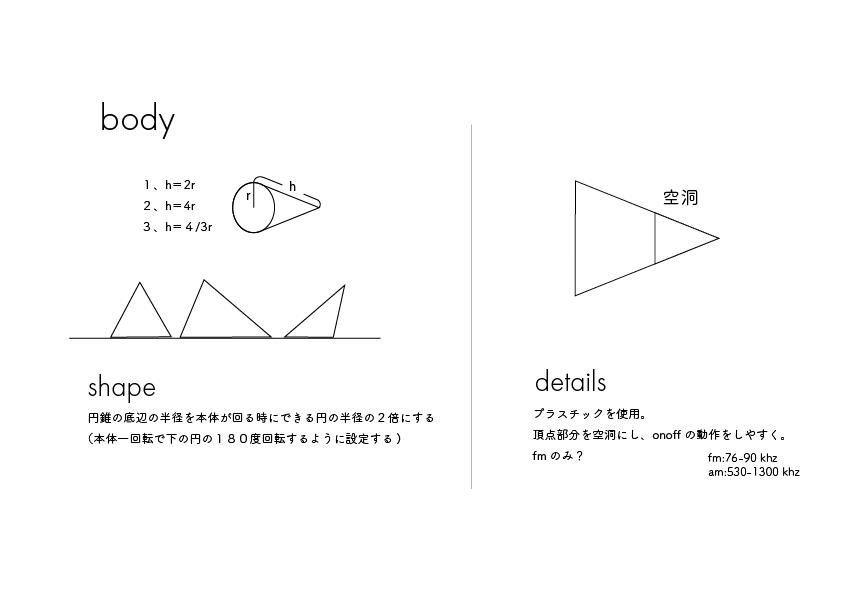 body
1、h=2r
2、h=4r
3、h=4/3r
r
h
shape
円錐の底辺の半径を本体が回る時にできる円の半径の2倍にする
(本体一回転で下の円の180度回転するように設定する)
空洞
details
プラスチックを使用。
頂点部分を空洞にし、onoff の動作をしやすく。
fm のみ?
fm:76-90 khz
am:530-1300 khz